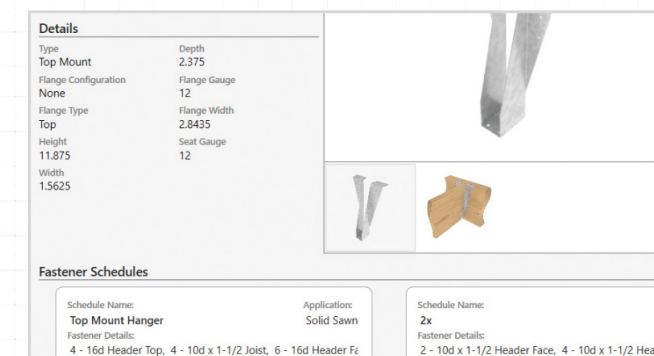 Details
Type Depth
Top Mount 2.375
Flange Configuration Flange Gauge
None 12
Flange Type Flange Width
Top 2.8435
Height Seat Gauge
11.875 12
Width
1.5625
Fastener Schedules
Schedule Name: Application: Schedule Name:
Top Mount Hanger Solid Sawn 2x
Fastener Details: Fastener Details:
4 - 16d Header Top, 4 - 10d x 1-1/2 Joist, 6 - 16d Header Fa 2 - 10d x 1-1/2 Header Face, 4 - 10d x 1-1/2 Hea